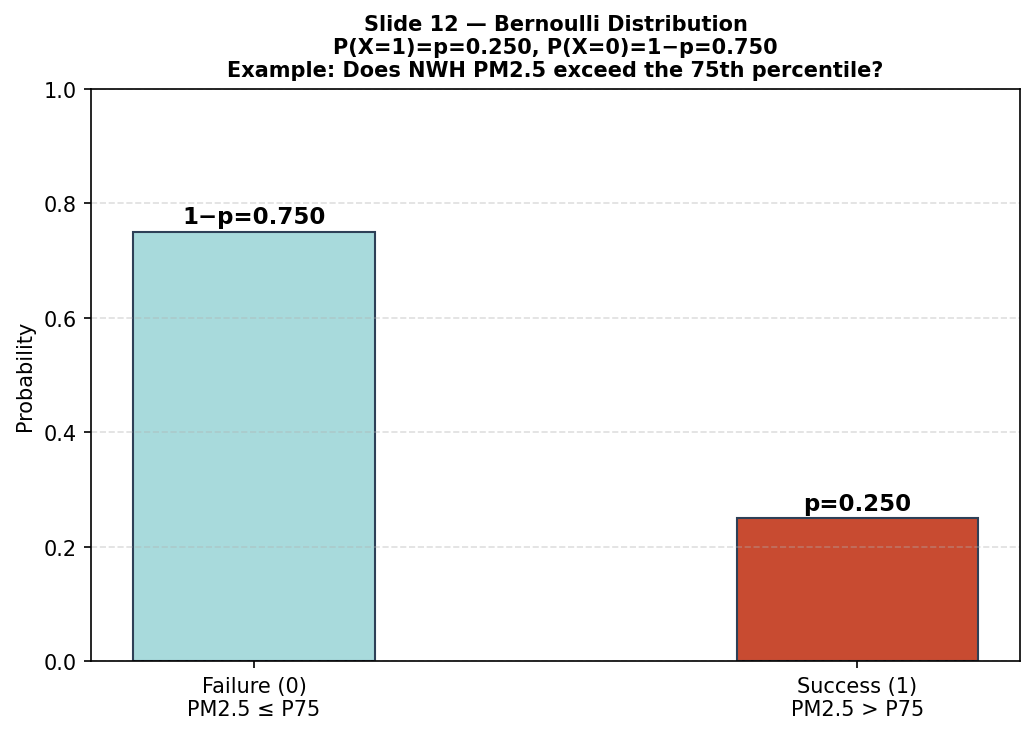 Slide 12 — Bernoulli Distribution
P(X=1)=p=0.250, P(X=0)=1−p=0.750
Example: Does NWH PM2.5 exceed the 75th percentile?
1.0
0.8
0.6
0.4
0.2
0.0
Probability
1−p=0.750
p=0.250
Failure (0)
PM2.5 ≤ P75
Success (1)
PM2.5 > P75